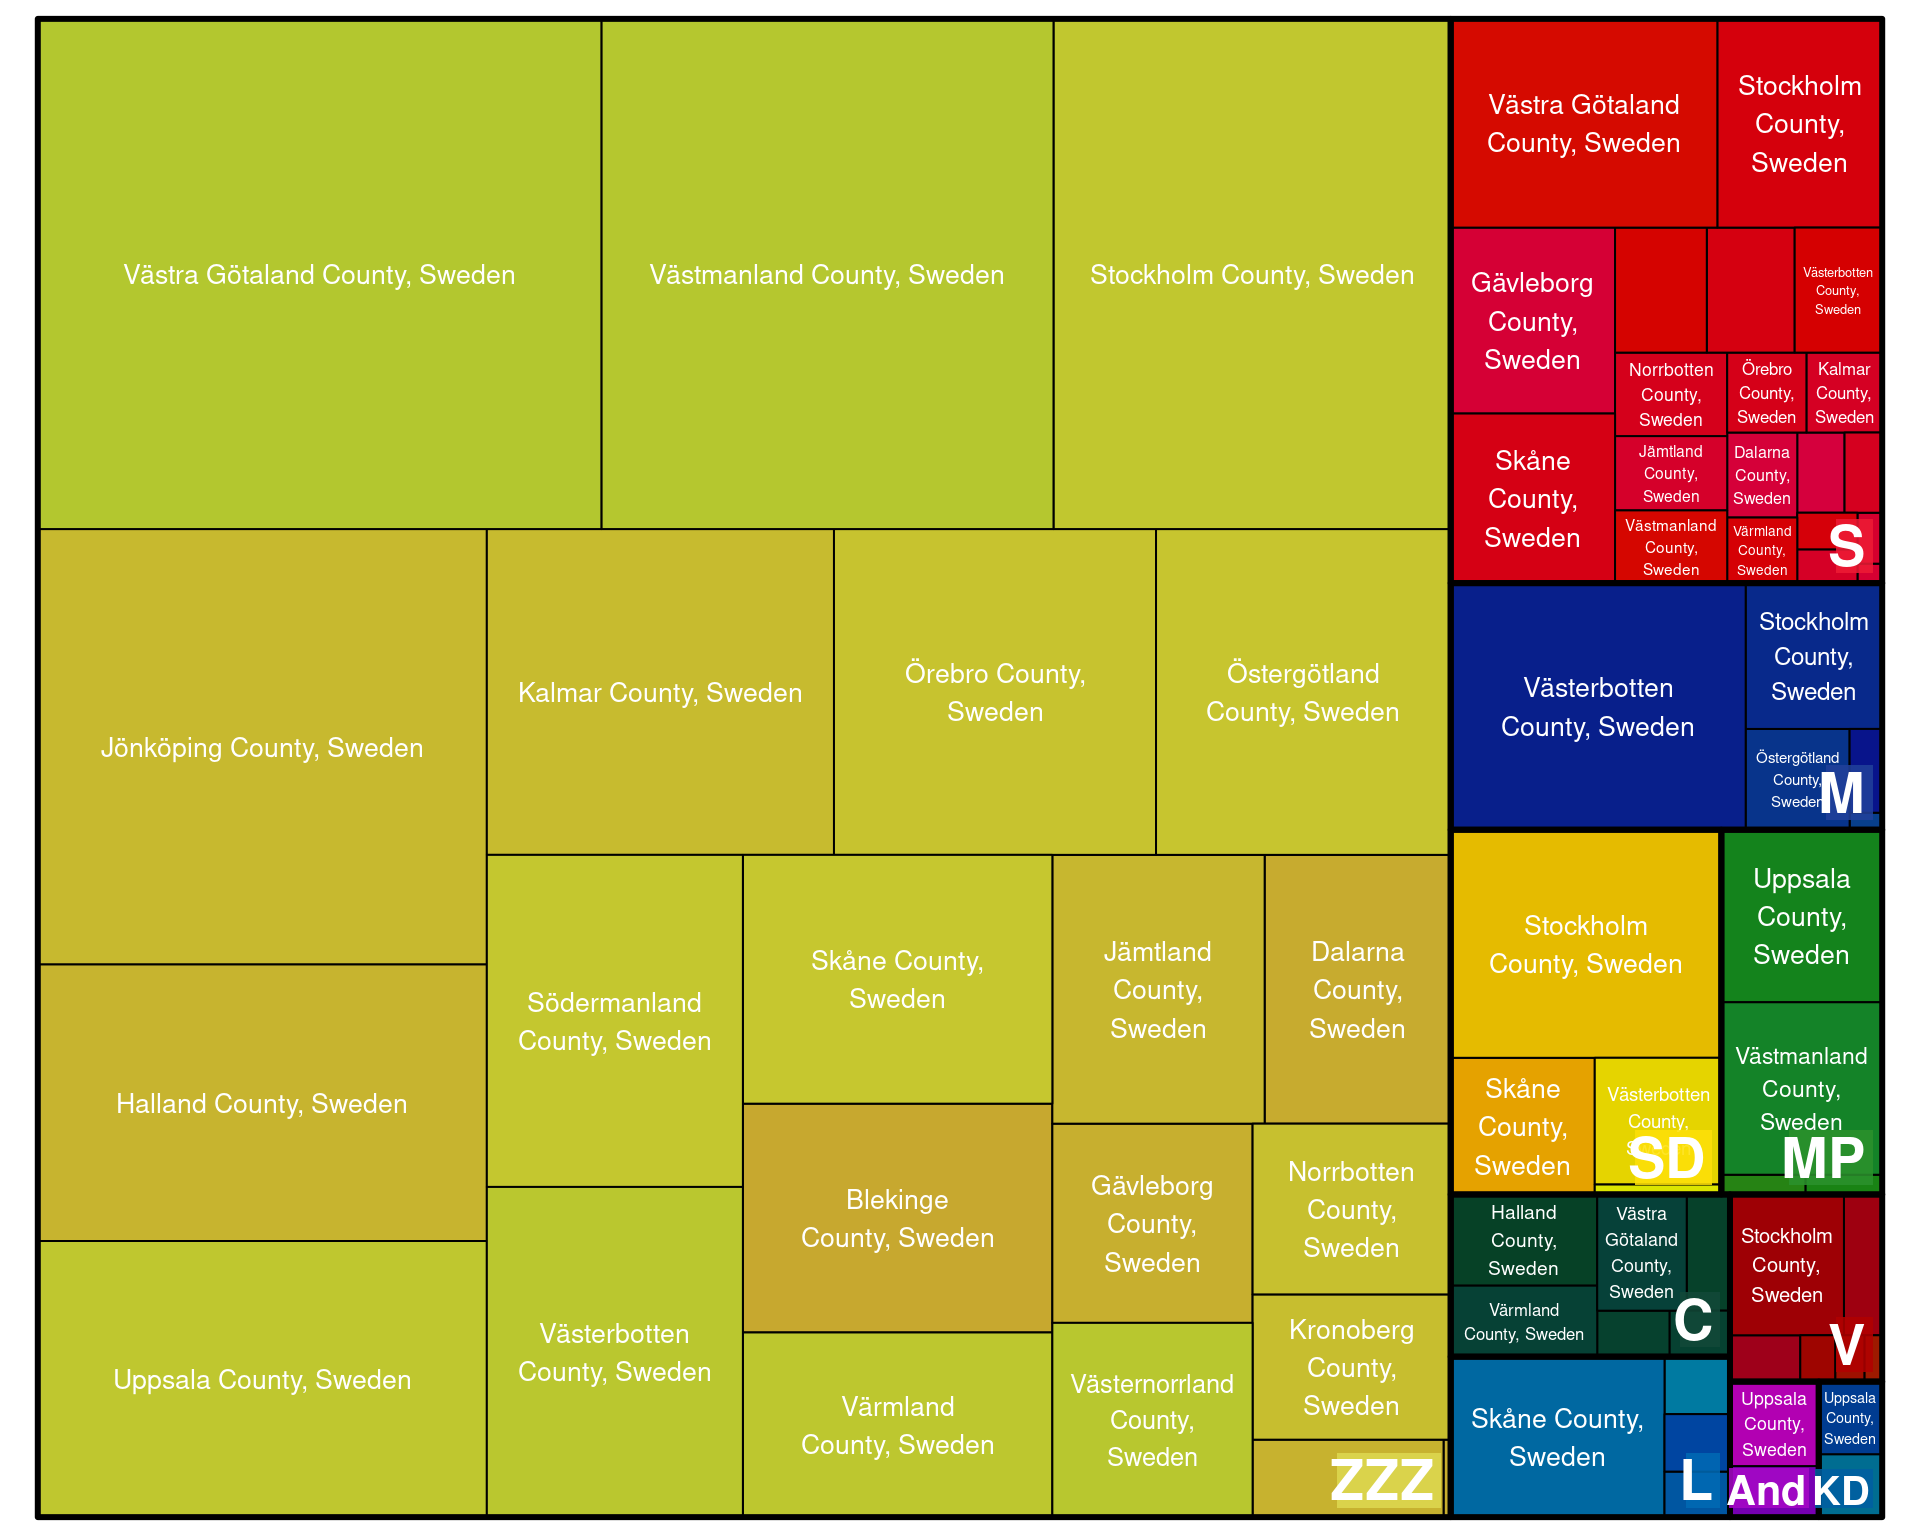 Västra Götaland County, Sweden
Västmanland County, Sweden
Stockholm County, Sweden
Jönköping County, Sweden
Kalmar County, Sweden
Örebro County,
Sweden
Östergötland
County, Sweden
Halland County, Sweden
Uppsala County, Sweden
Södermanland
County, Sweden
Västerbotten
County, Sweden
Skåne County,
Sweden
Blekinge
County, Sweden
Värmland
County, Sweden
Jämtland
County,
Sweden
Dalarna
County,
Sweden
Gävleborg
County,
Sweden
Norrbotten
County,
Sweden
Västernorrland
County,
Sweden
Kronoberg
County,
Sweden
ZZZ
Västra Götaland
County, Sweden
Stockholm
County,
Sweden
Gävleborg
County,
Sweden
Västerbotten
County,
Sweden
Skåne
County,
Sweden
Norrbotten
County,
Sweden
Örebro
County,
Sweden
Kalmar
County,
Sweden
Jämtland
County,
Sweden
Dalarna
County,
Sweden
Västmanland
County,
Sweden
Värmland
County,
Sweden
S
Västerbotten
County, Sweden
Stockholm
County,
Sweden
Östergötland
County,
Sweden
M
Stockholm
County, Sweden
Skåne
County,
Sweden
Västerbotten
County,
SD
Uppsala
County,
Sweden
Västmanland
County,
Sweden
MP
Halland
County,
Sweden
Västra
Götaland
County,
Sweden
Värmland
County, Sweden
C
Stockholm
County,
Sweden
V
Skåne County,
Sweden
L
Uppsala
County,
Sweden
And
Uppsala
County,
Sweden
KD